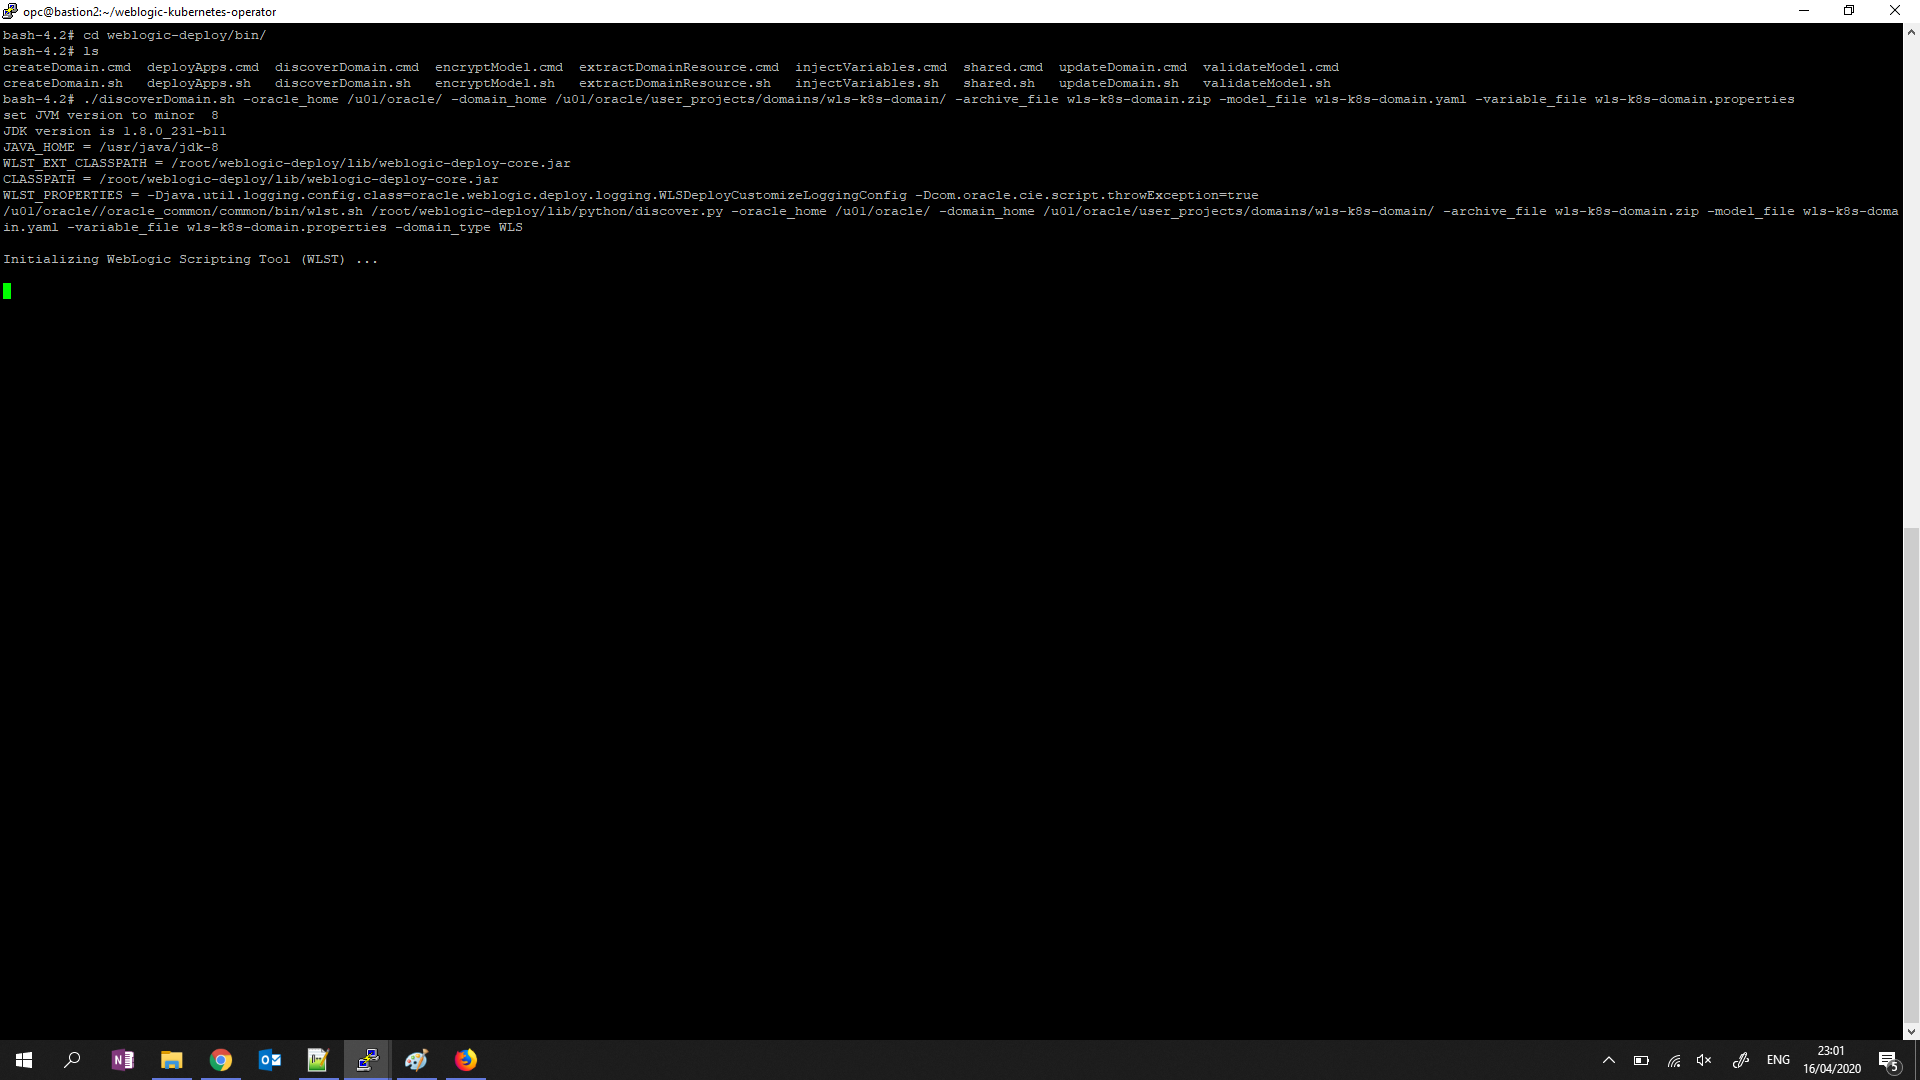 opc@bastion2:~/weblogic-kubernetes-operator
bash-4.2# cd weblogic-deploy/bin/
bash-4.2# ls
createDomain.cmd  deployApps.cmd  discoverDomain.cmd  encryptModel.cmd  extractDomainResource.cmd  injectVariables.cmd  shared.cmd  updateDomain.cmd  validateModel.cmd
createDomain.sh   deployApps.sh   discoverDomain.sh   encryptModel.sh   extractDomainResource.sh   injectVariables.sh   shared.sh   updateDomain.sh   validateModel.sh
bash-4.2# ./discoverDomain.sh -oracle_home /u01/oracle/ -domain_home /u01/oracle/user_projects/domains/wls-k8s-domain/ -archive_file wls-k8s-domain.zip -model_file wls-k8s-domain.yaml -variable_file wls-k8s-domain.properties
set JVM version to minor  8
JDK version is 1.8.0_231-b11
JAVA_HOME = /usr/java/jdk-8
WLST_EXT_CLASSPATH = /root/weblogic-deploy/lib/weblogic-deploy-core.jar
CLASSPATH = /root/weblogic-deploy/lib/weblogic-deploy-core.jar
WLST_PROPERTIES = -Djava.util.logging.config.class=oracle.weblogic.deploy.logging.WLSDeployCustomizeLoggingConfig -Dcom.oracle.cie.script.throwException=true
/u01/oracle//oracle_common/common/bin/wlst.sh /root/weblogic-deploy/lib/python/discover.py -oracle_home /u01/oracle/ -domain_home /u01/oracle/user_projects/domains/wls-k8s-domain/ -archive_file wls-k8s-domain.zip -model_file wls-k8s-doma
in.yaml -variable_file wls-k8s-domain.properties -domain_type WLS
Initializing WebLogic Scripting Tool (WLST) ...
ENG
23:01
16/04/2020
5